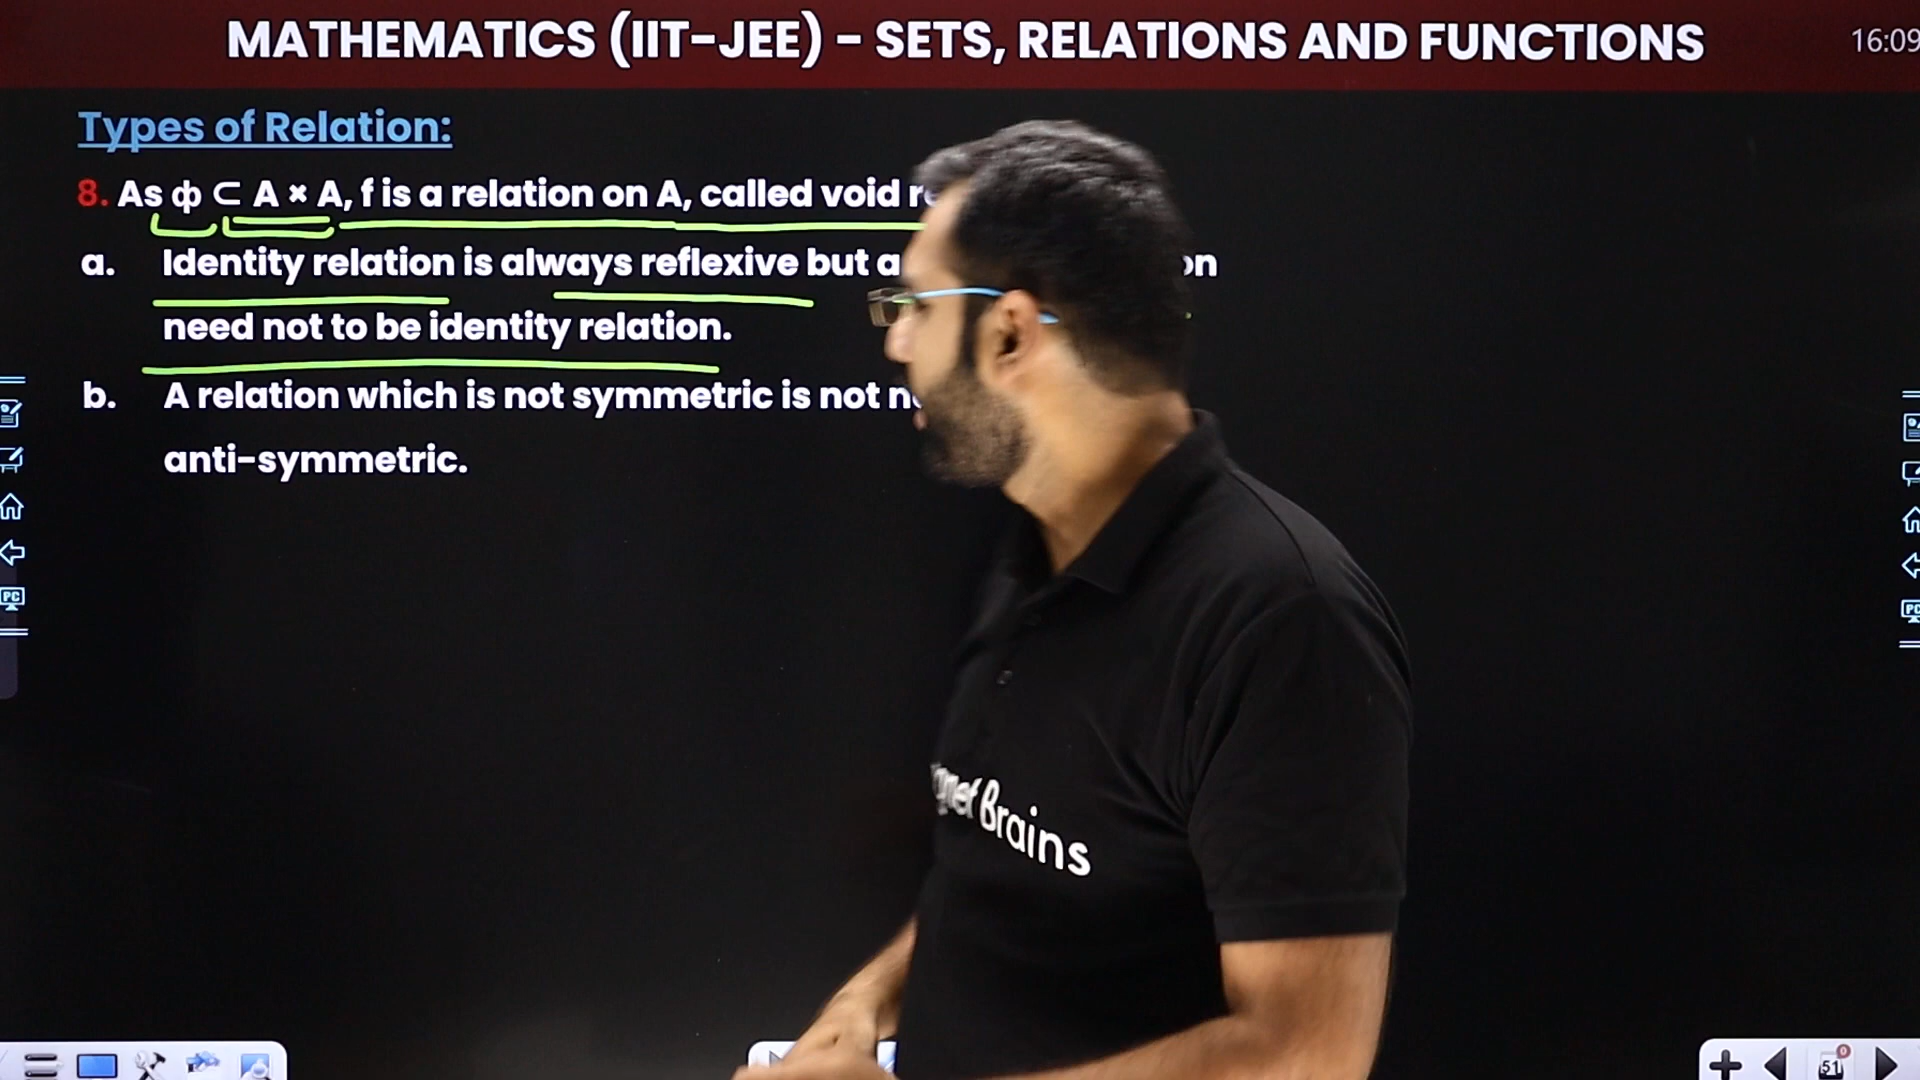 MATHEMATICS (IIT-JEE) - SETS, RELATIONS AND FUNCTIONS
16:09
Types of Relation:
8. As ф ⊂ A × A, f is a relation on A, called void
a. Identity relation is always reflexive but
need not to be identity relation.
b. A relation which is not symmetric is not
anti-symmetric.
Brains
PC
PC
51